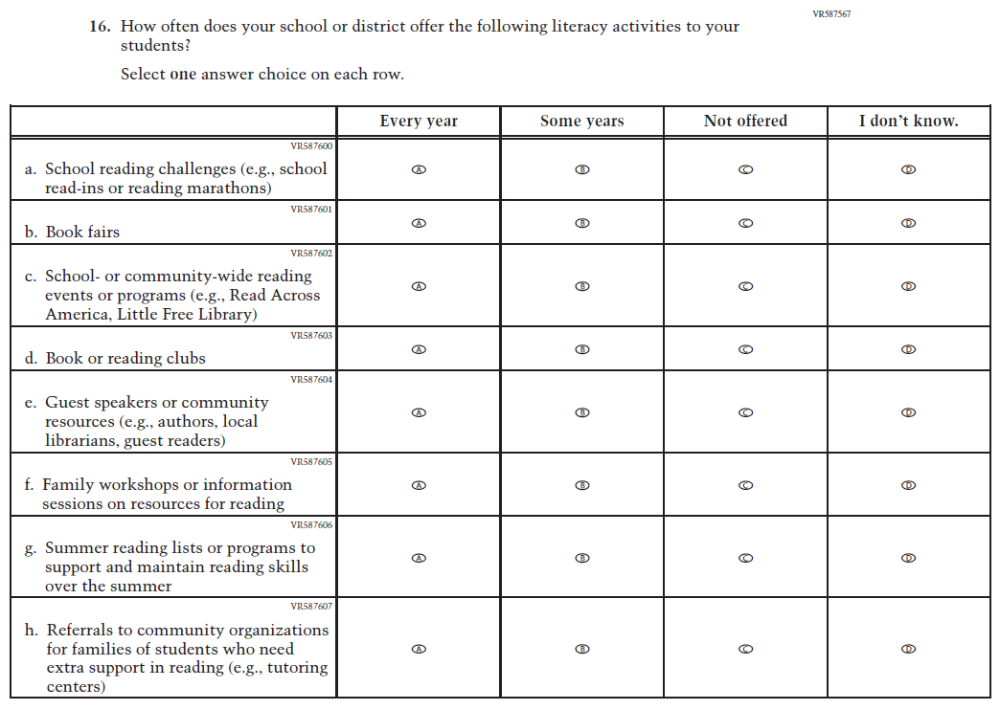 VR587567
16. How often does your school or district offer the following literacy activities to your
students?
Select one answer choice on each row.
Every year Some years Not offered I don’t know.
VR587600
a. School reading challenges (e.g., school
read-ins or reading marathons)
A B C D
VR587601
b. Book fairs
A B C D
VR587602
c. School- or community-wide reading
events or programs (e.g., Read Across
America, Little Free Library)
A B C D
VR587603
d. Book or reading clubs
A B C D
VR587604
e. Guest speakers or community
resources (e.g., authors, local
librarians, guest readers)
A B C D
VR587605
f. Family workshops or information
sessions on resources for reading
A B C D
VR587606
g. Summer reading lists or programs to
support and maintain reading skills
over the summer
A B C D
VR587607
h. Referrals to community organizations
for families of students who need
extra support in reading (e.g., tutoring
centers)
A B C D